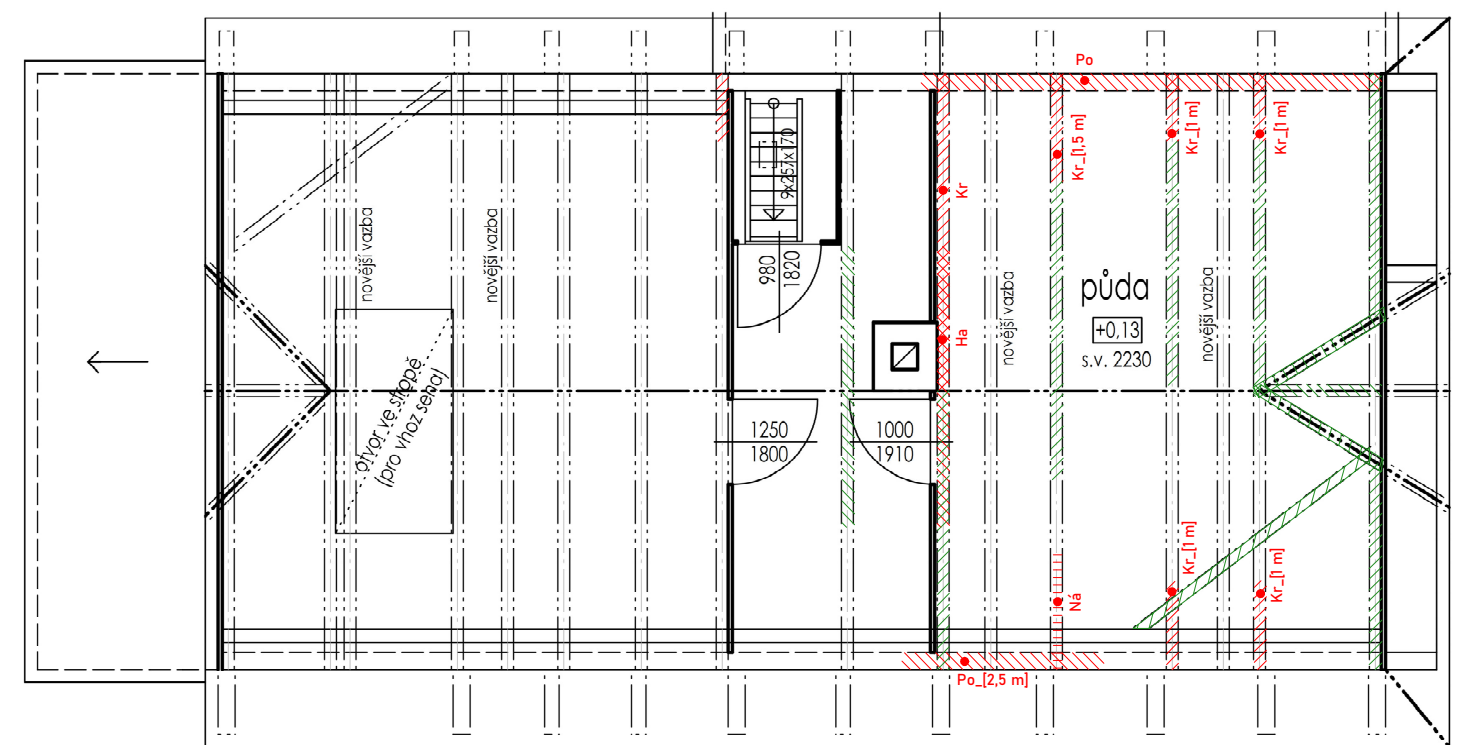 Po
Kr_[1,5 m]
Kr_[1 m]
Kr_[1 m]
9x257x170
Kr
novější vazba
novější vazba
980
1820
půda
+0,13
s.v. 2230
novější vazba
novější vazba
Ha
otvor ve stropě
(pro vhoz sena)
1250
1800
1000
1910
Kr_[1 m]
Kr_[1 m]
Ná
Po_[2,5 m]